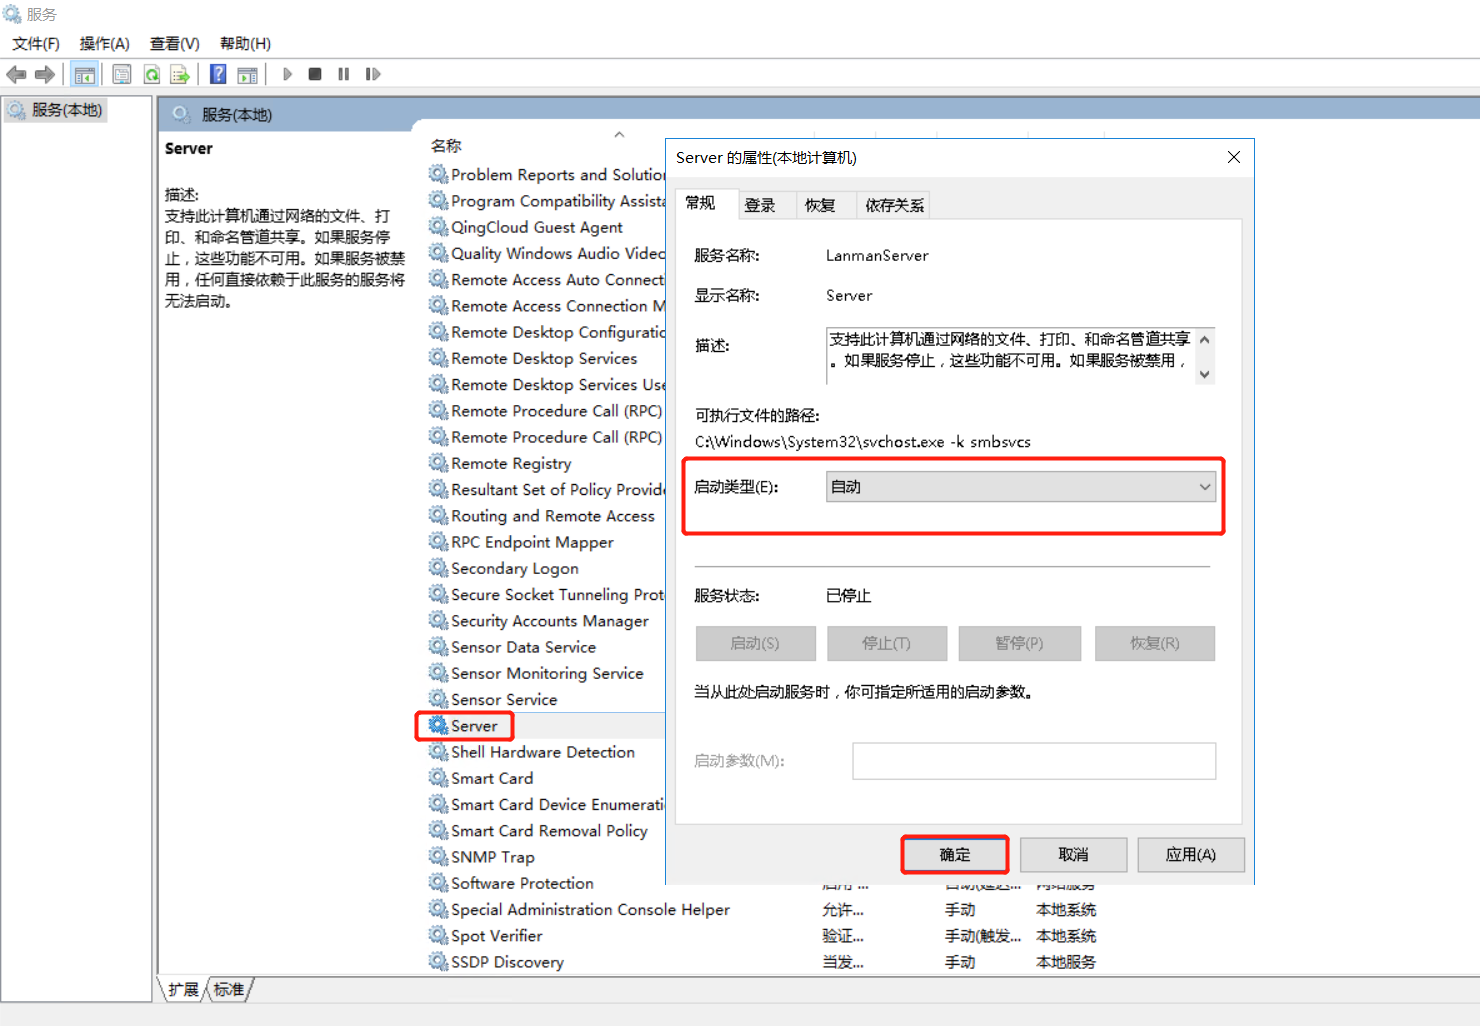 服务
文件(F) 操作(A) 查看(V) 帮助(H)
服务(本地)
服务(本地)
Server
描述:
支持此计算机通过网络的文件、打
印、和命名管道共享。如果服务停
止，这些功能不可用。如果服务被禁
用，任何直接依赖于此服务的服务将
无法启动。
名称
Problem Reports and Solution
Program Compatibility Assista
QingCloud Guest Agent
Quality Windows Audio Video
Remote Access Auto Connecti
Remote Access Connection M
Remote Desktop Configuratio
Remote Desktop Services
Remote Desktop Services Use
Remote Procedure Call (RPC)
Remote Procedure Call (RPC)
Remote Registry
Resultant Set of Policy Provide
Routing and Remote Access
RPC Endpoint Mapper
Secondary Logon
Secure Socket Tunneling Prot
Security Accounts Manager
Sensor Data Service
Sensor Monitoring Service
Sensor Service
Server
Shell Hardware Detection
Smart Card
Smart Card Device Enumerati
Smart Card Removal Policy
SNMP Trap
Software Protection
Special Administration Console Helper 允许... 手动 本地系统
Spot Verifier 验证... 手动(触发... 本地系统
SSDP Discovery 当发... 手动 本地服务
扩展 标准
Server 的属性(本地计算机)
常规 登录 恢复 依存关系
服务名称: LanmanServer
显示名称: Server
描述: 支持此计算机通过网络的文件、打印、和命名管道共享
。如果服务停止，这些功能不可用。如果服务被禁用，
可执行文件的路径:
C:\Windows\System32\svchost.exe -k smbsvcs
启动类型(E): 自动
服务状态: 已停止
启动(S) 停止(T) 暂停(P) 恢复(R)
当从此处启动服务时，你可指定所适用的启动参数。
启动参数(M):
确定 取消 应用(A)